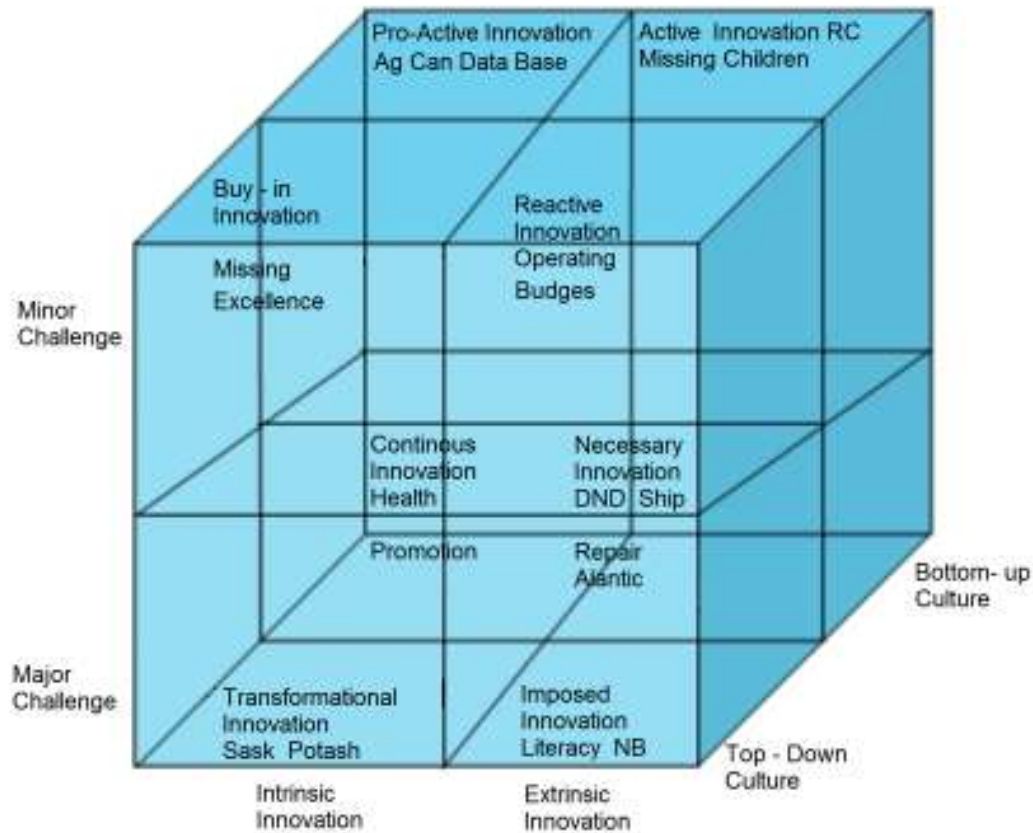 Pro-Active Innovation
Ag Can Data Base
Active Innovation RC
Missing Children
Buy - in
Innovation
Missing
Excellence
Reactive
Innovation
Operating
Budges
Minor
Challenge
Continous
Innovation
Health
Promotion
Necessary
Innovation
DND Ship
Repair
Alantic
Bottom- up
Culture
Major
Challenge
Transformational
Innovation
Sask Potash
Imposed
Innovation
Literacy NB
Top - Down
Culture
Intrinsic
Innovation
Extrinsic
Innovation